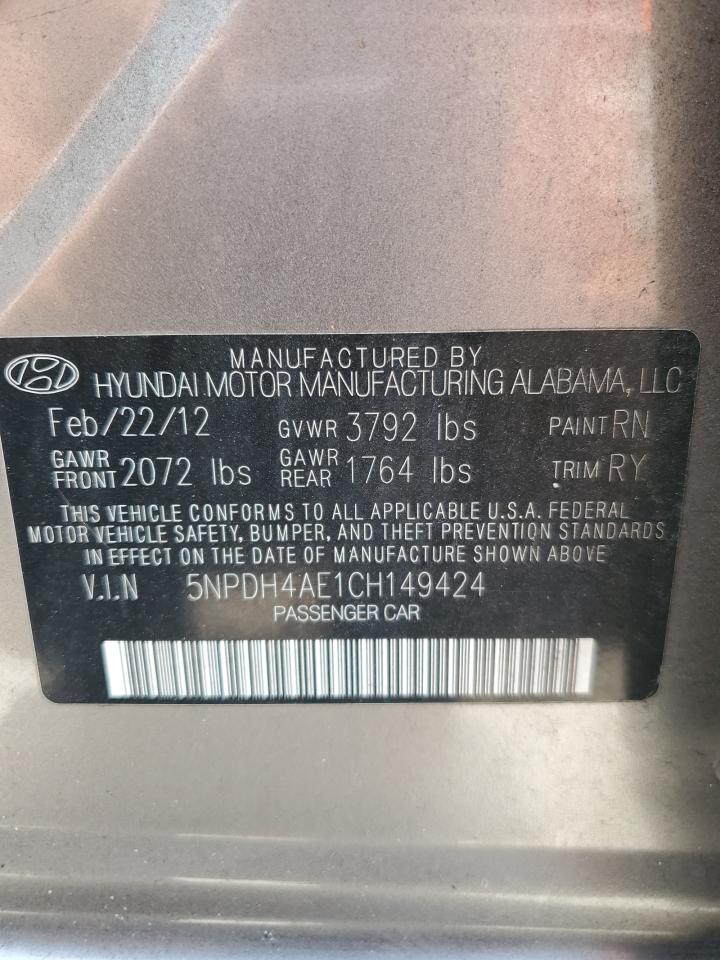 MANUFACTURED BY
HYUNDAI MOTOR MANUFACTURING ALABAMA, LLC
Feb/22/12 GVWR 3792 lbs PAINT RN
GAWR FRONT 2072 lbs GAWR REAR 1764 lbs TRIM RY
THIS VEHICLE CONFORMS TO ALL APPLICABLE U.S.A. FEDERAL
MOTOR VEHICLE SAFETY, BUMPER, AND THEFT PREVENTION STANDARDS
IN EFFECT ON THE DATE OF MANUFACTURE SHOWN ABOVE
V.I.N 5NPDH4AE1CH149424
PASSENGER CAR